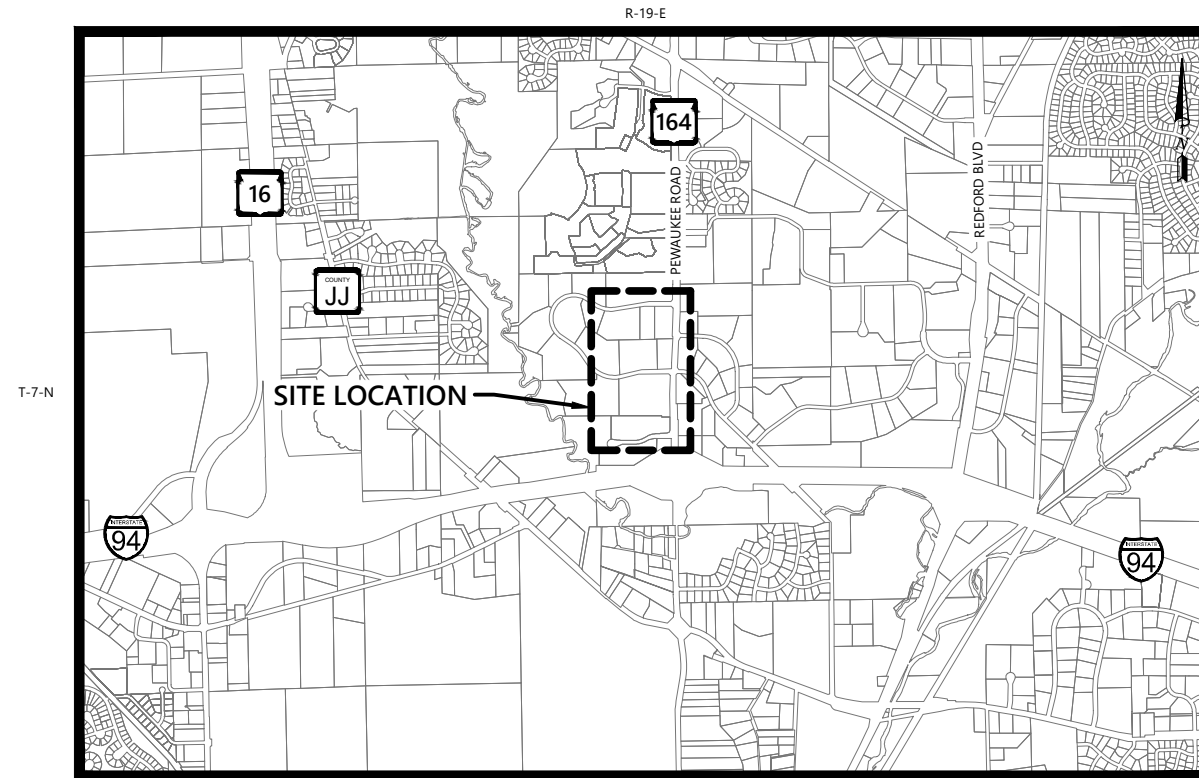 R-19-E
164
PEWAUKEE ROAD
REDFORD BLVD
N
16
COUNTY
JJ
T-7-N
SITE LOCATION
INTERSTATE
94
INTERSTATE
94